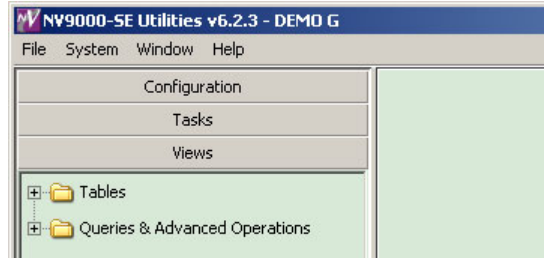 NV9000-SE Utilities v6.2.3 - DEMO G
File System Window Help
Configuration
Tasks
Views
Tables
Queries & Advanced Operations